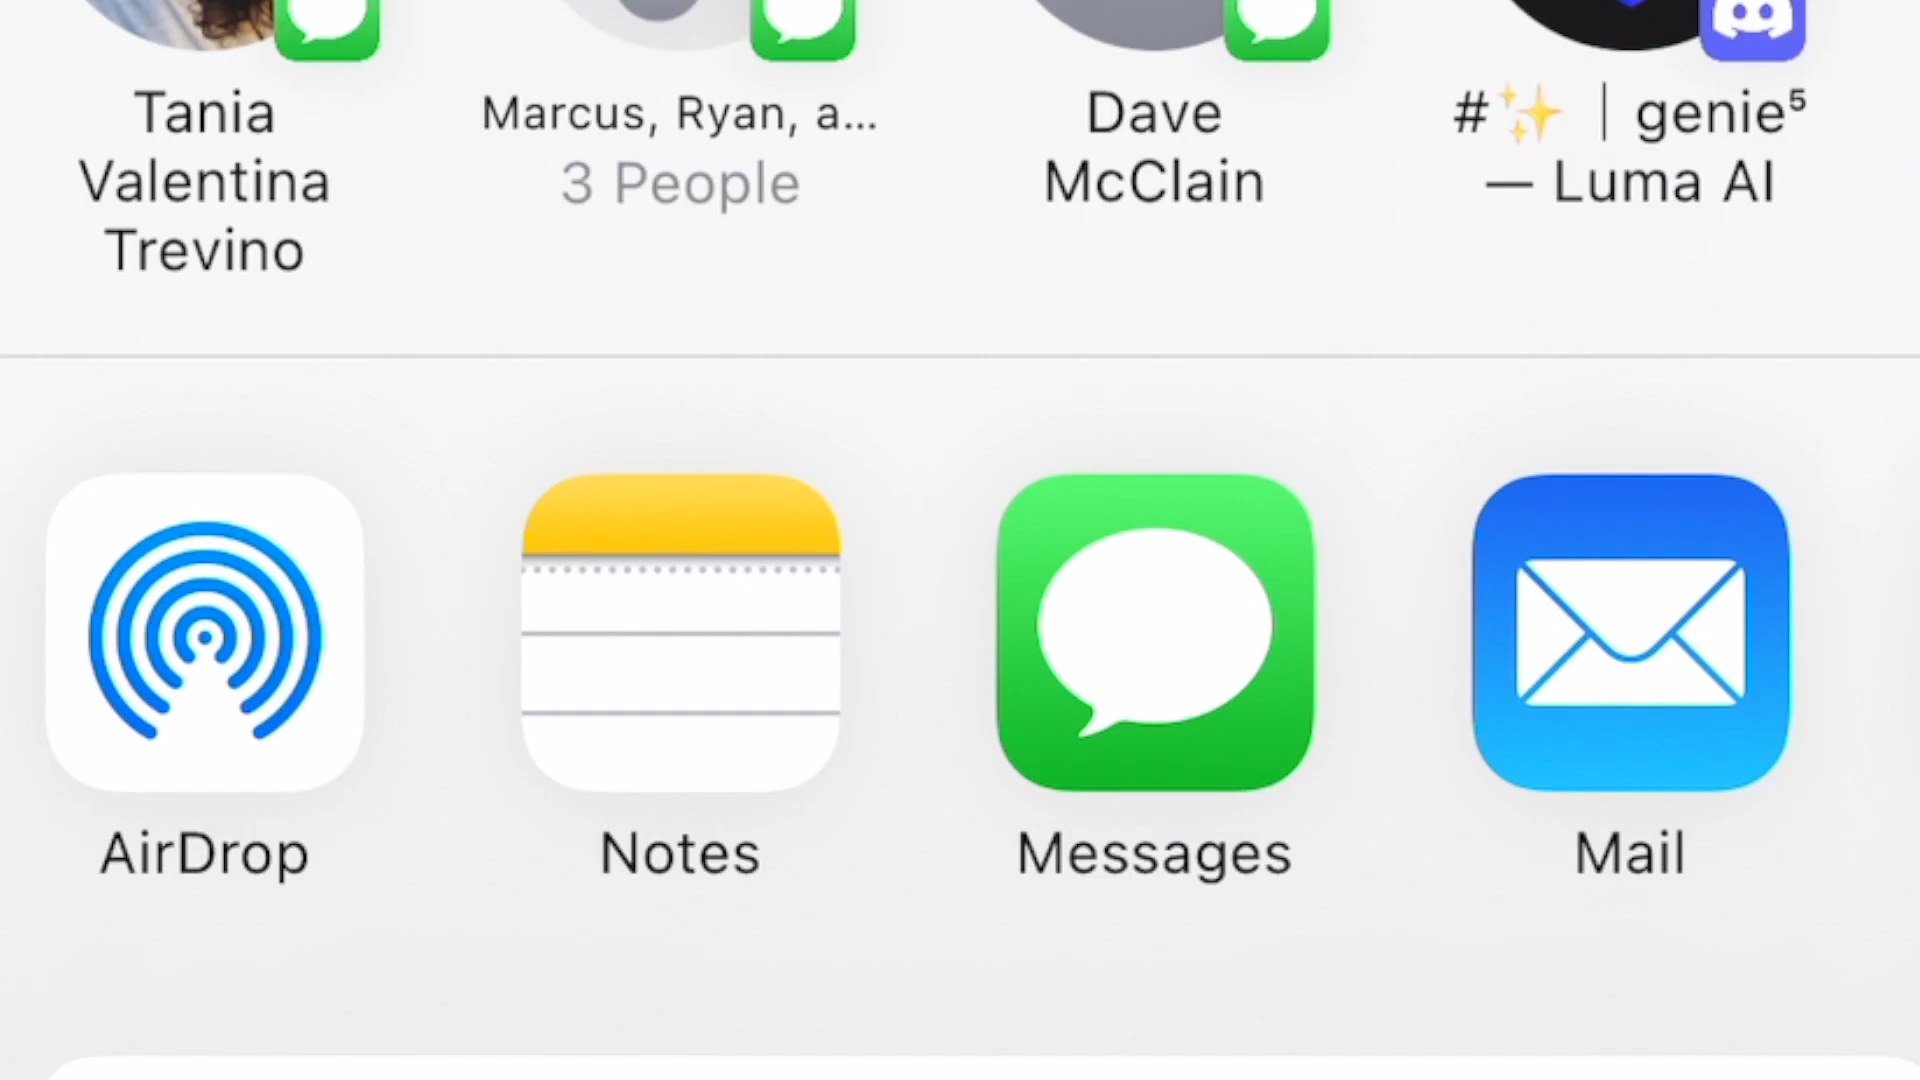 Tania
Valentina
Trevino
Marcus, Ryan, a...
3 People
Dave
McClain
#✨ | genie⁵
— Luma AI
AirDrop
Notes
Messages
Mail